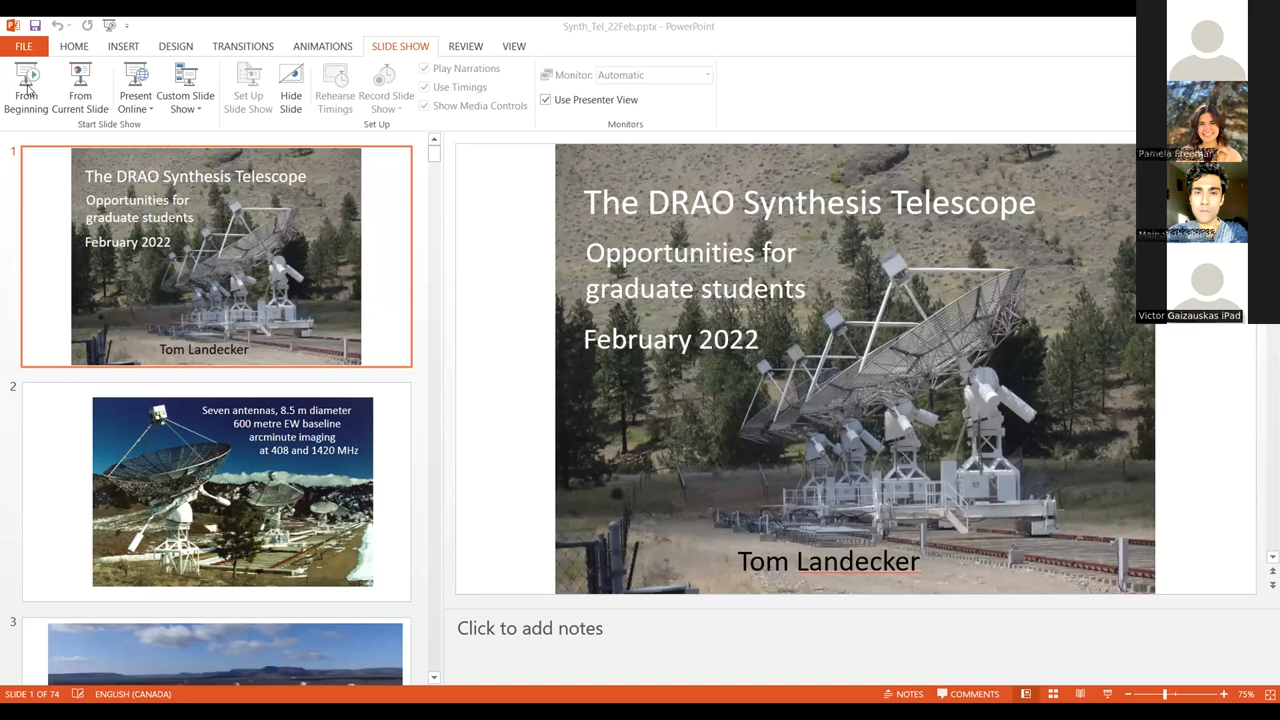 Synth_Tel_22Feb.pptx - PowerPoint
FILE HOME INSERT DESIGN TRANSITIONS ANIMATIONS SLIDE SHOW REVIEW VIEW
From Beginning
From Current Slide
Present Online
Custom Slide Show
Start Slide Show
Set Up Slide Show
Hide Slide
Rehearse Timings
Record Slide Show
Play Narrations
Use Timings
Show Media Controls
Set Up
Monitor: Automatic
Use Presenter View
Monitors
1
The DRAO Synthesis Telescope
Opportunities for
graduate students
February 2022
Tom Landecker
2
Seven antennas, 8.5 m diameter
600 metre EW baseline
arcminute imaging
at 408 and 1420 MHz
3
The DRAO Synthesis Telescope
Opportunities for
graduate students
February 2022
Tom Landecker
Click to add notes
Pamela Freeman
Victor Gaizauskas iPad
SLIDE 1 OF 74 ENGLISH (CANADA) NOTES COMMENTS 75%